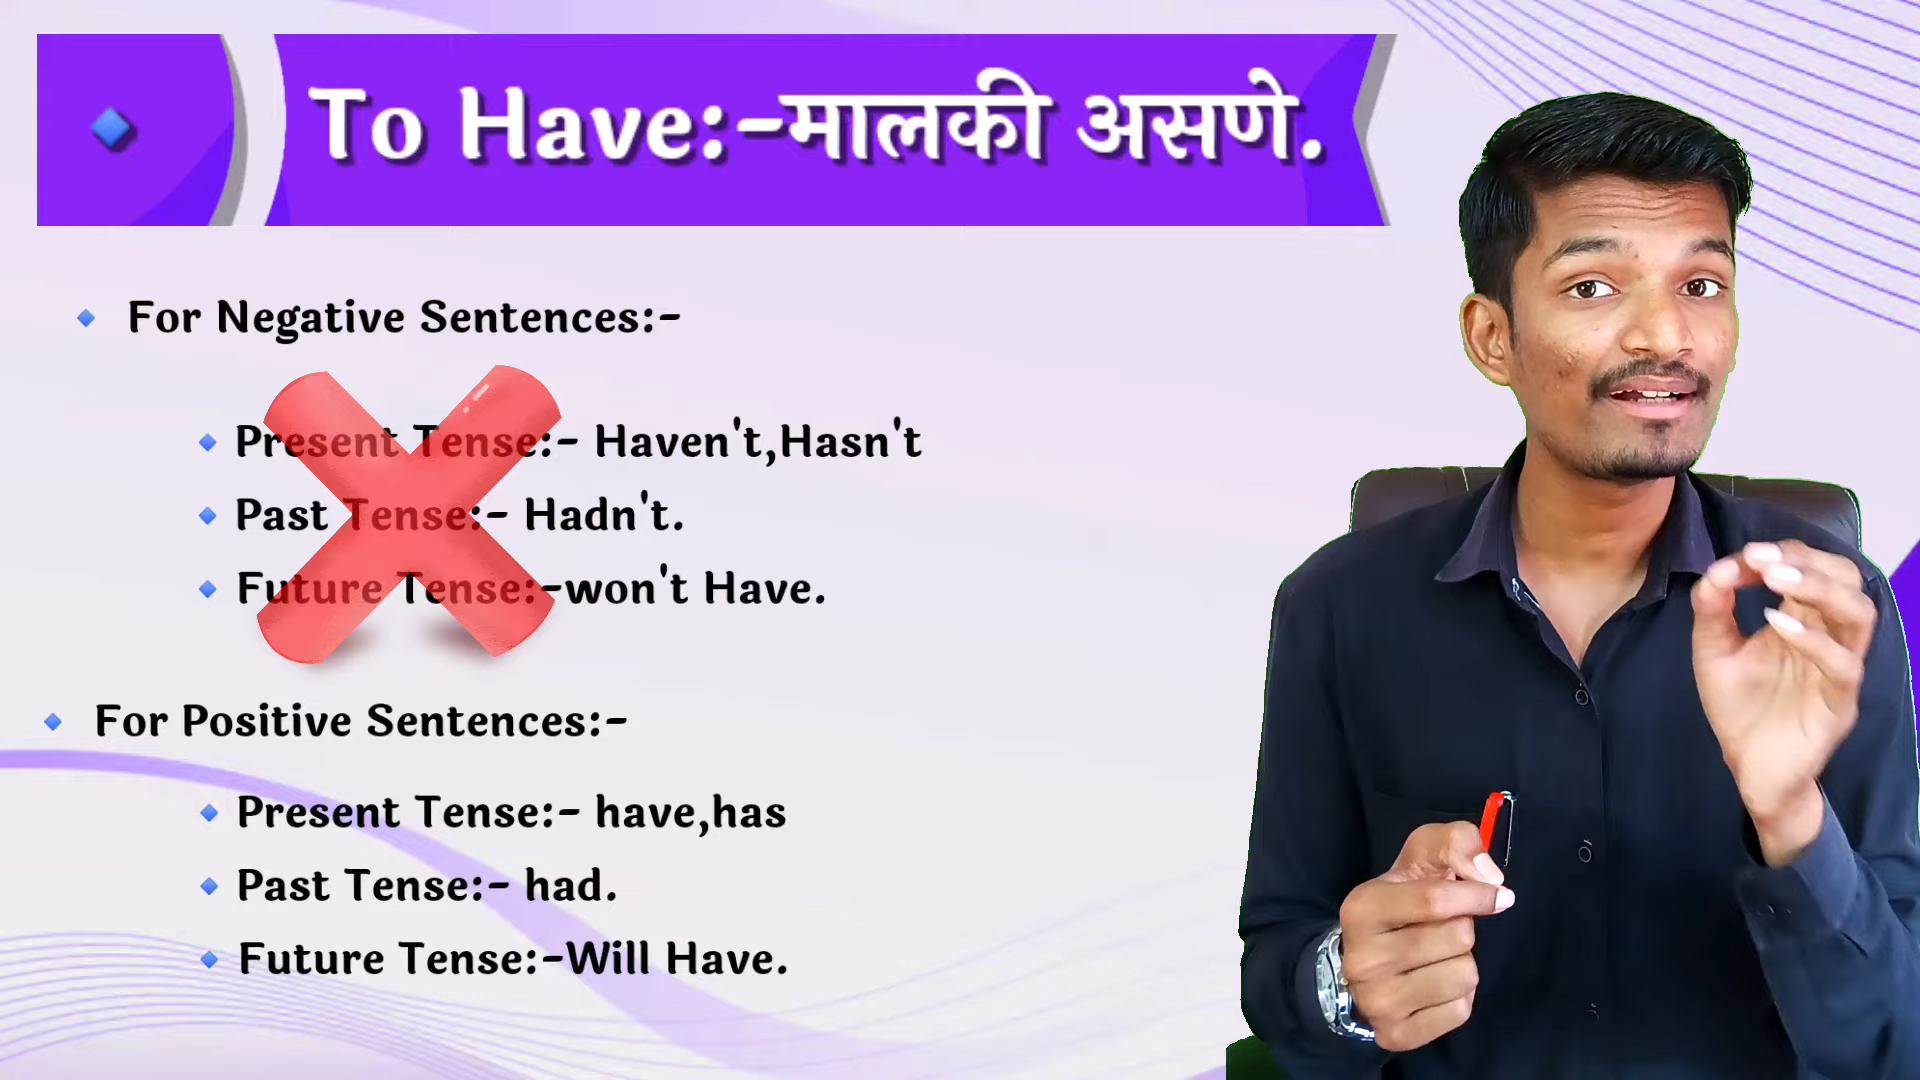 To Have:-मालकी असणे.
For Negative Sentences:-
Present Tense:- Haven't,Hasn't
Past Tense:- Hadn't.
Future Tense:-won't Have.
For Positive Sentences:-
Present Tense:- have,has
Past Tense:- had.
Future Tense:-Will Have.